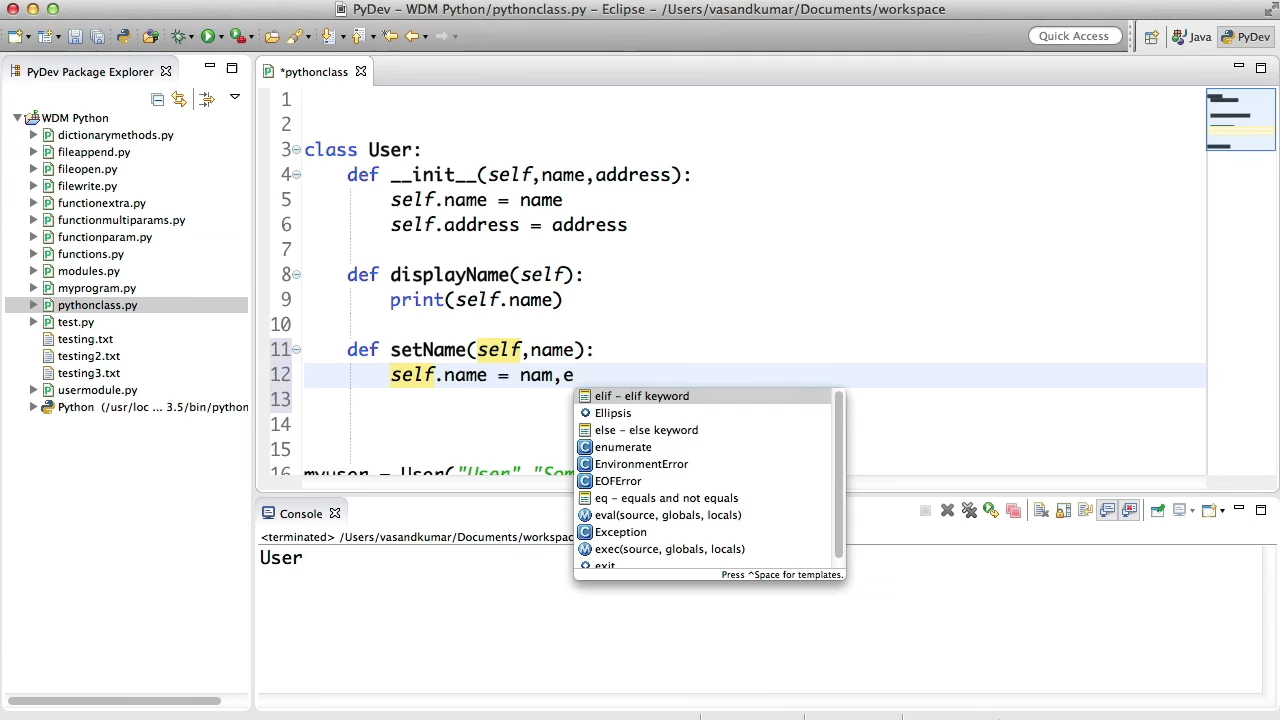 PyDev - WDM Python/pythonclass.py - Eclipse - /Users/vasandkumar/Documents/workspace
Quick Access
Java
PyDev
PyDev Package Explorer
*pythonclass
WDM Python
dictionarymethods.py
fileappend.py
fileopen.py
filewrite.py
functionextra.py
functionmultiparams.py
functionparam.py
functions.py
modules.py
myprogram.py
pythonclass.py
test.py
testing.txt
testing2.txt
testing3.txt
usermodule.py
Python (/usr/loc ... 3.5/bin/python
1
2
3 class User:
4 def __init__(self,name,address):
5 self.name = name
6 self.address = address
7
8 def displayName(self):
9 print(self.name)
10
11 def setName(self,name):
12 self.name = nam,e
13
14
15
16 myuser = User("User","Som
elif - elif keyword
Ellipsis
else - else keyword
enumerate
EnvironmentError
EOFError
eq - equals and not equals
eval(source, globals, locals)
Exception
exec(source, globals, locals)
exit
Press ^Space for templates.
Console
<terminated> /Users/vasandkumar/Documents/workspac
User